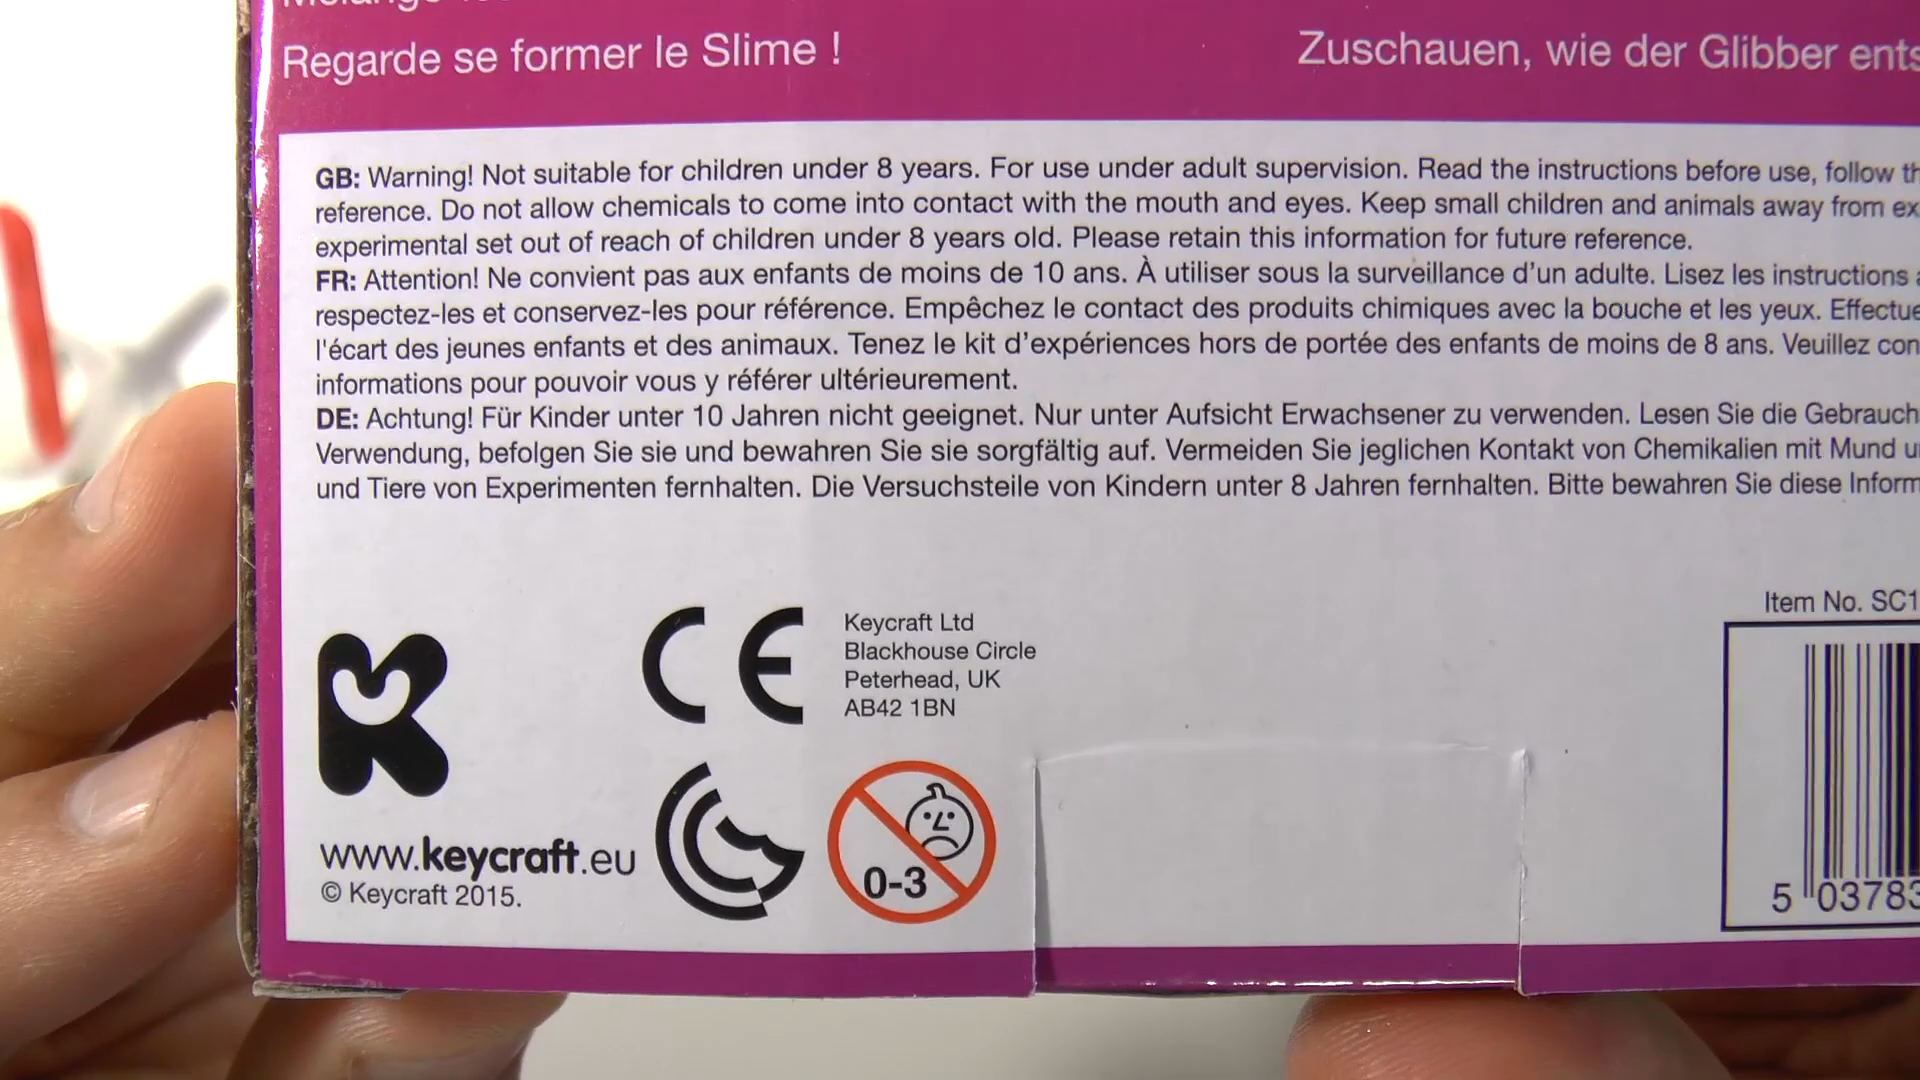 Regarde se former le Slime !
Zuschauen, wie der Glibber
GB: Warning! Not suitable for children under 8 years. For use under adult supervision. Read the instructions before use, follow
reference. Do not allow chemicals to come into contact with the mouth and eyes. Keep small children and animals away from
experimental set out of reach of children under 8 years old. Please retain this information for future reference.
FR: Attention! Ne convient pas aux enfants de moins de 10 ans. À utiliser sous la surveillance d'un adulte. Lisez les instructions
respectez-les et conservez-les pour référence. Empêchez le contact des produits chimiques avec la bouche et les yeux.
l'écart des jeunes enfants et des animaux. Tenez le kit d'expériences hors de portée des enfants de moins de 8 ans. Veuillez
informations pour pouvoir vous y référer ultérieurement.
DE: Achtung! Für Kinder unter 10 Jahren nicht geeignet. Nur unter Aufsicht Erwachsener zu verwenden. Lesen Sie die
Verwendung, befolgen Sie sie und bewahren Sie sie sorgfältig auf. Vermeiden Sie jeglichen Kontakt von Chemikalien mit Mund
und Tiere von Experimenten fernhalten. Die Versuchsteile von Kindern unter 8 Jahren fernhalten. Bitte bewahren Sie diese
CE
Keycraft Ltd
Blackhouse Circle
Peterhead, UK
AB42 1BN
Item No. SC1
K
www.keycraft.eu
© Keycraft 2015.
0-3
5 03783